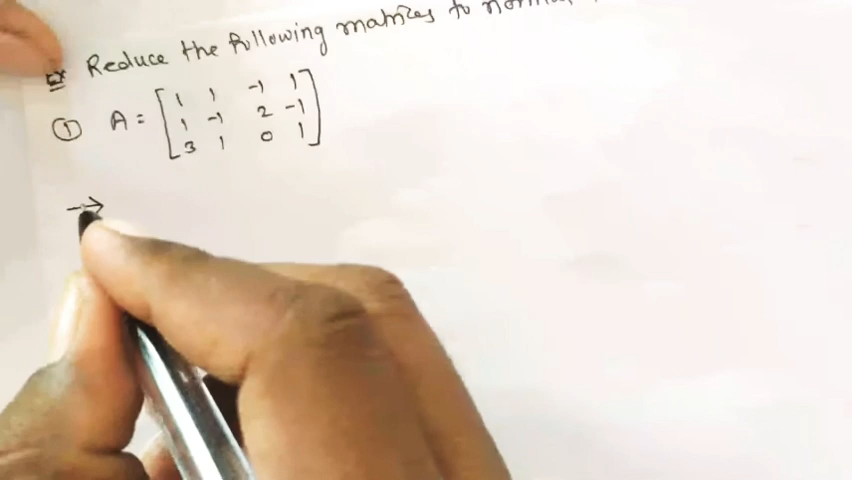 Ex Reduce the following matrices to normal
① A = [ 1 1 -1 1
1 -1 2 -1
3 1 0 1 ]
→